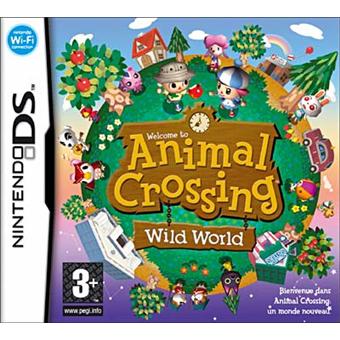 Nintendo
Wi-Fi
connection
NINTENDO DS
TM
Welcome to
Animal
Crossing
Wild World
3+
www.pegi.info
Bienvenue dans
Animal Crossing,
un monde nouveau.